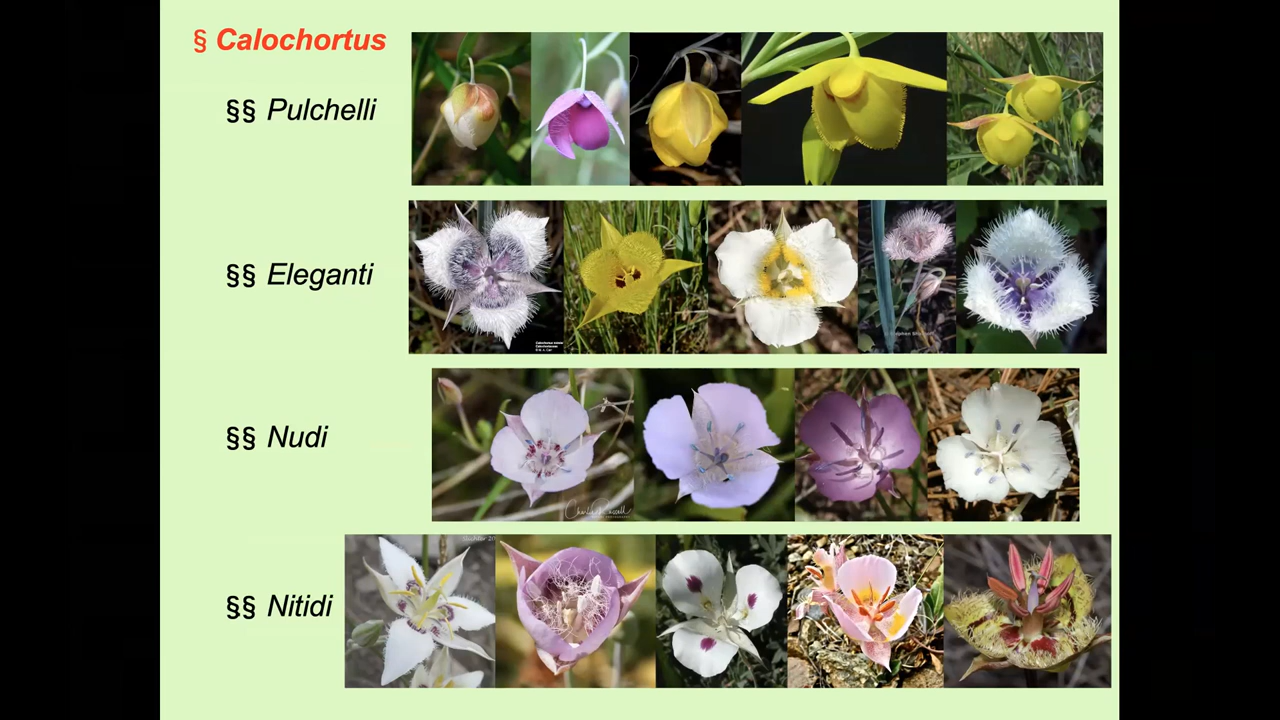 § Calochortus
§§ Pulchelli
§§ Eleganti
§§ Nudi
§§ Nitidi